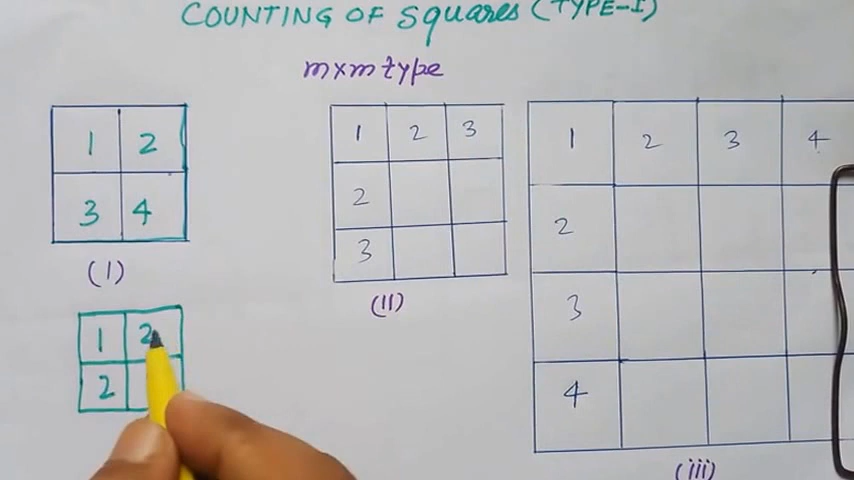 COUNTING OF Squares (TYPE-I)
m×m type
1 2
3 4
(I)
1 2
2
1 2 3
2
3
(II)
1 2 3 4
2
3
4
(iii)